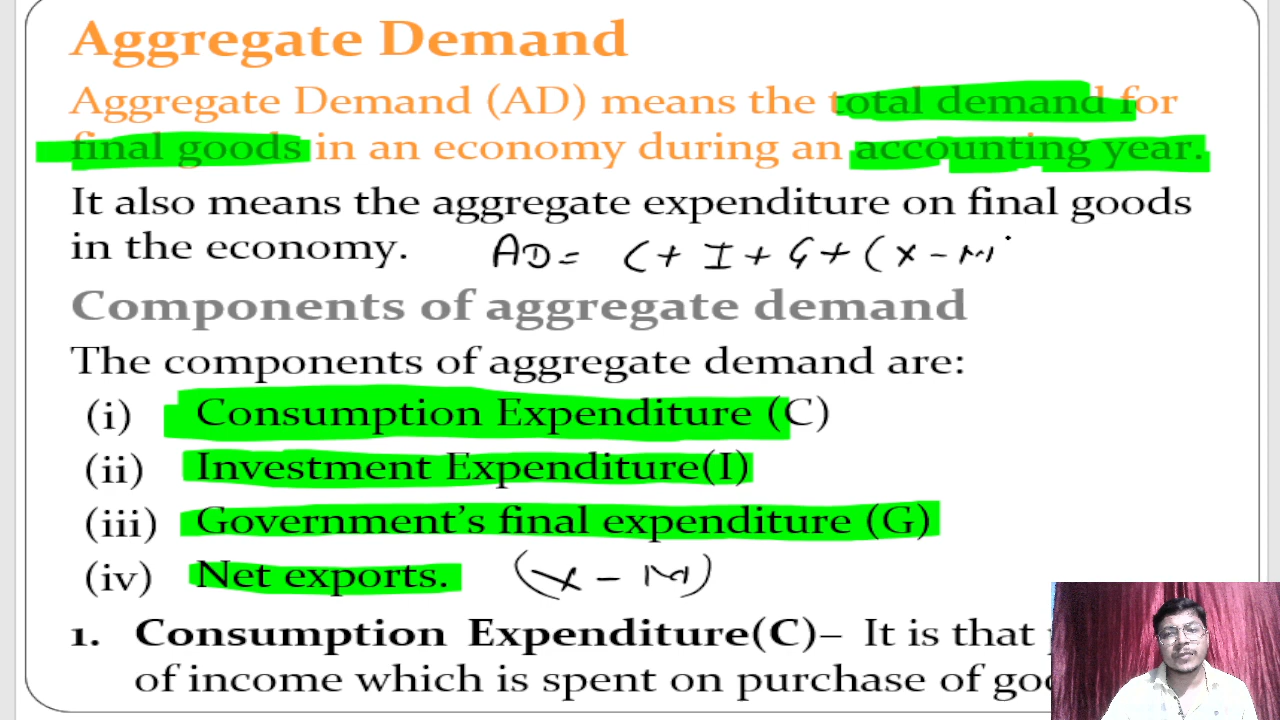 Aggregate Demand
Aggregate Demand (AD) means the total demand for
final goods in an economy during an accounting year.
It also means the aggregate expenditure on final goods
in the economy. AD = C + I + G + (X - M)
Components of aggregate demand
The components of aggregate demand are:
(i) Consumption Expenditure (C)
(ii) Investment Expenditure(I)
(iii) Government's final expenditure (G)
(iv) Net exports. (X - M)
1. Consumption Expenditure(C)– It is that
of income which is spent on purchase of